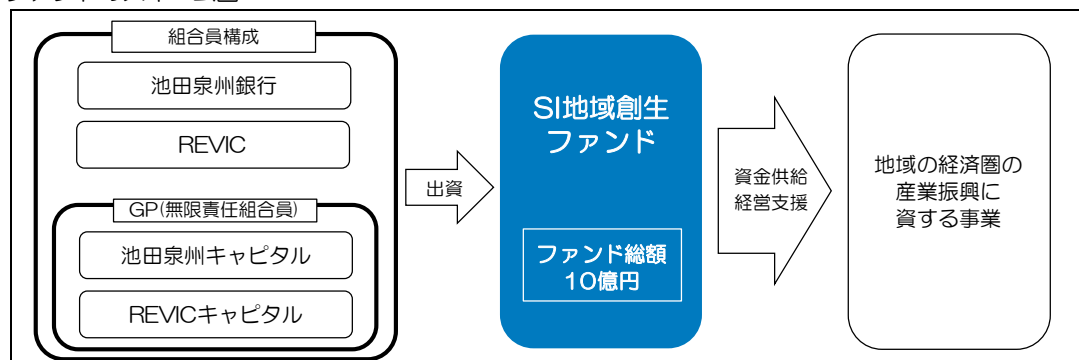 組合員構成
池田泉州銀行
REVIC
GP(無限責任組合員)
池田泉州キャピタル
REVICキャピタル
出資
SI地域創生
ファンド
ファンド総額
10億円
資金供給
経営支援
地域の経済圏の
産業振興に
資する事業